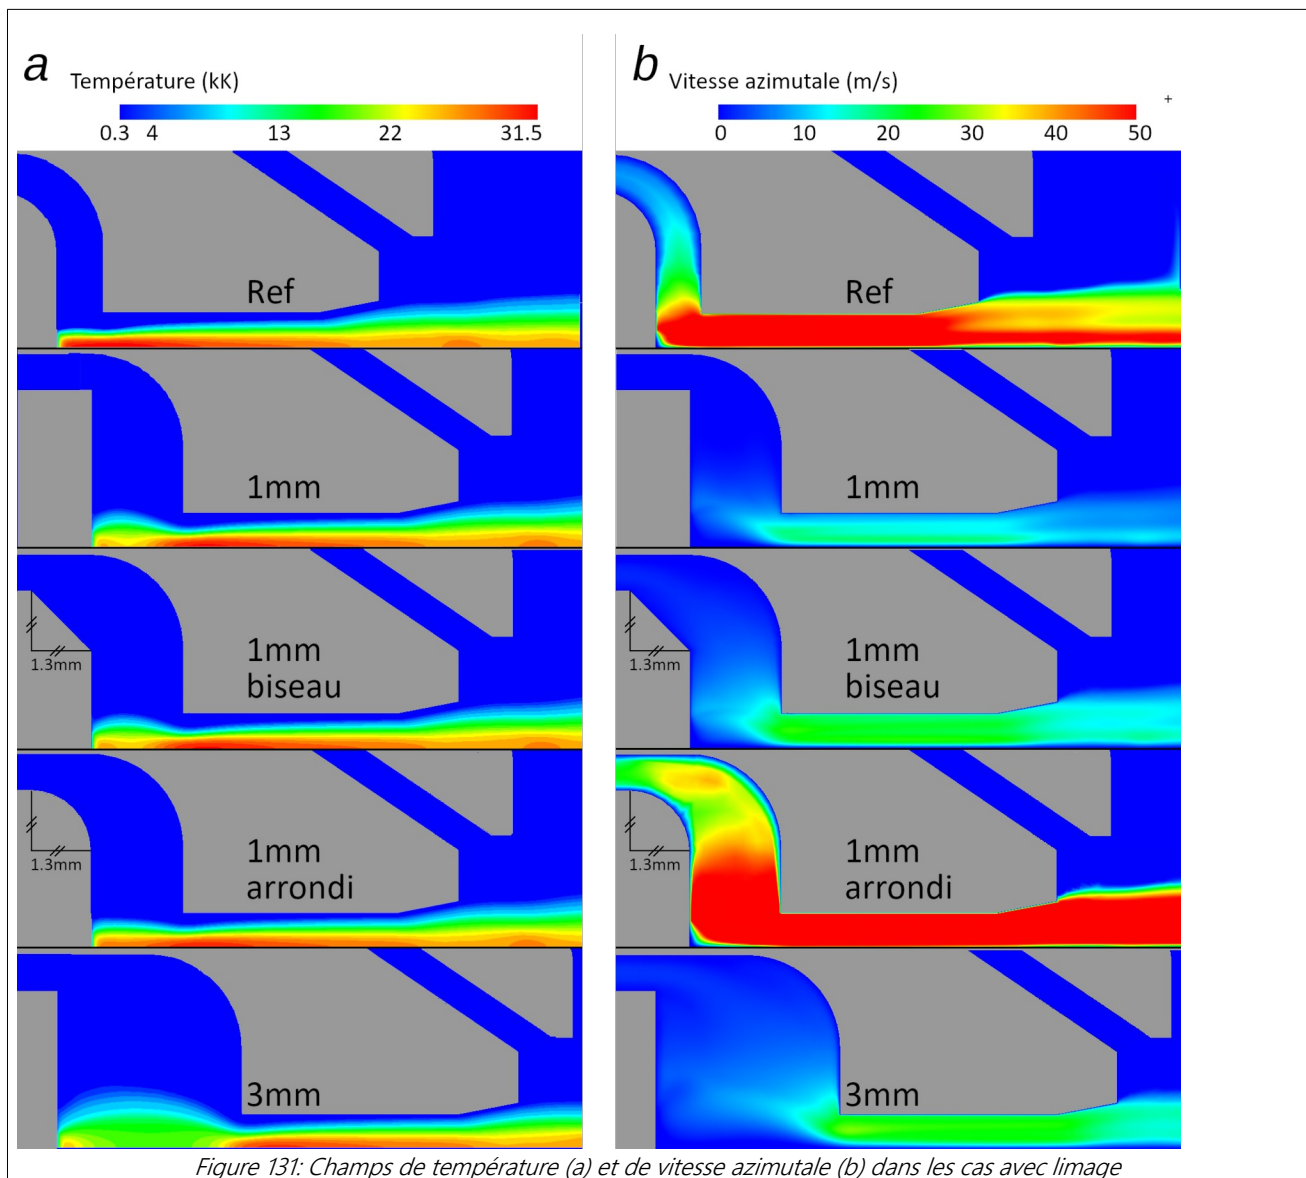 a Température (kK)
0.3 4 13 22 31.5
b Vitesse azimutale (m/s)
+
0 10 20 30 40 50
Ref
Ref
1mm
1mm
1.3mm
1mm
biseau
1.3mm
1mm
biseau
1.3mm
1mm
arrondi
1.3mm
1mm
arrondi
3mm
3mm
Figure 131: Champs de température (a) et de vitesse azimutale (b) dans les cas avec limage